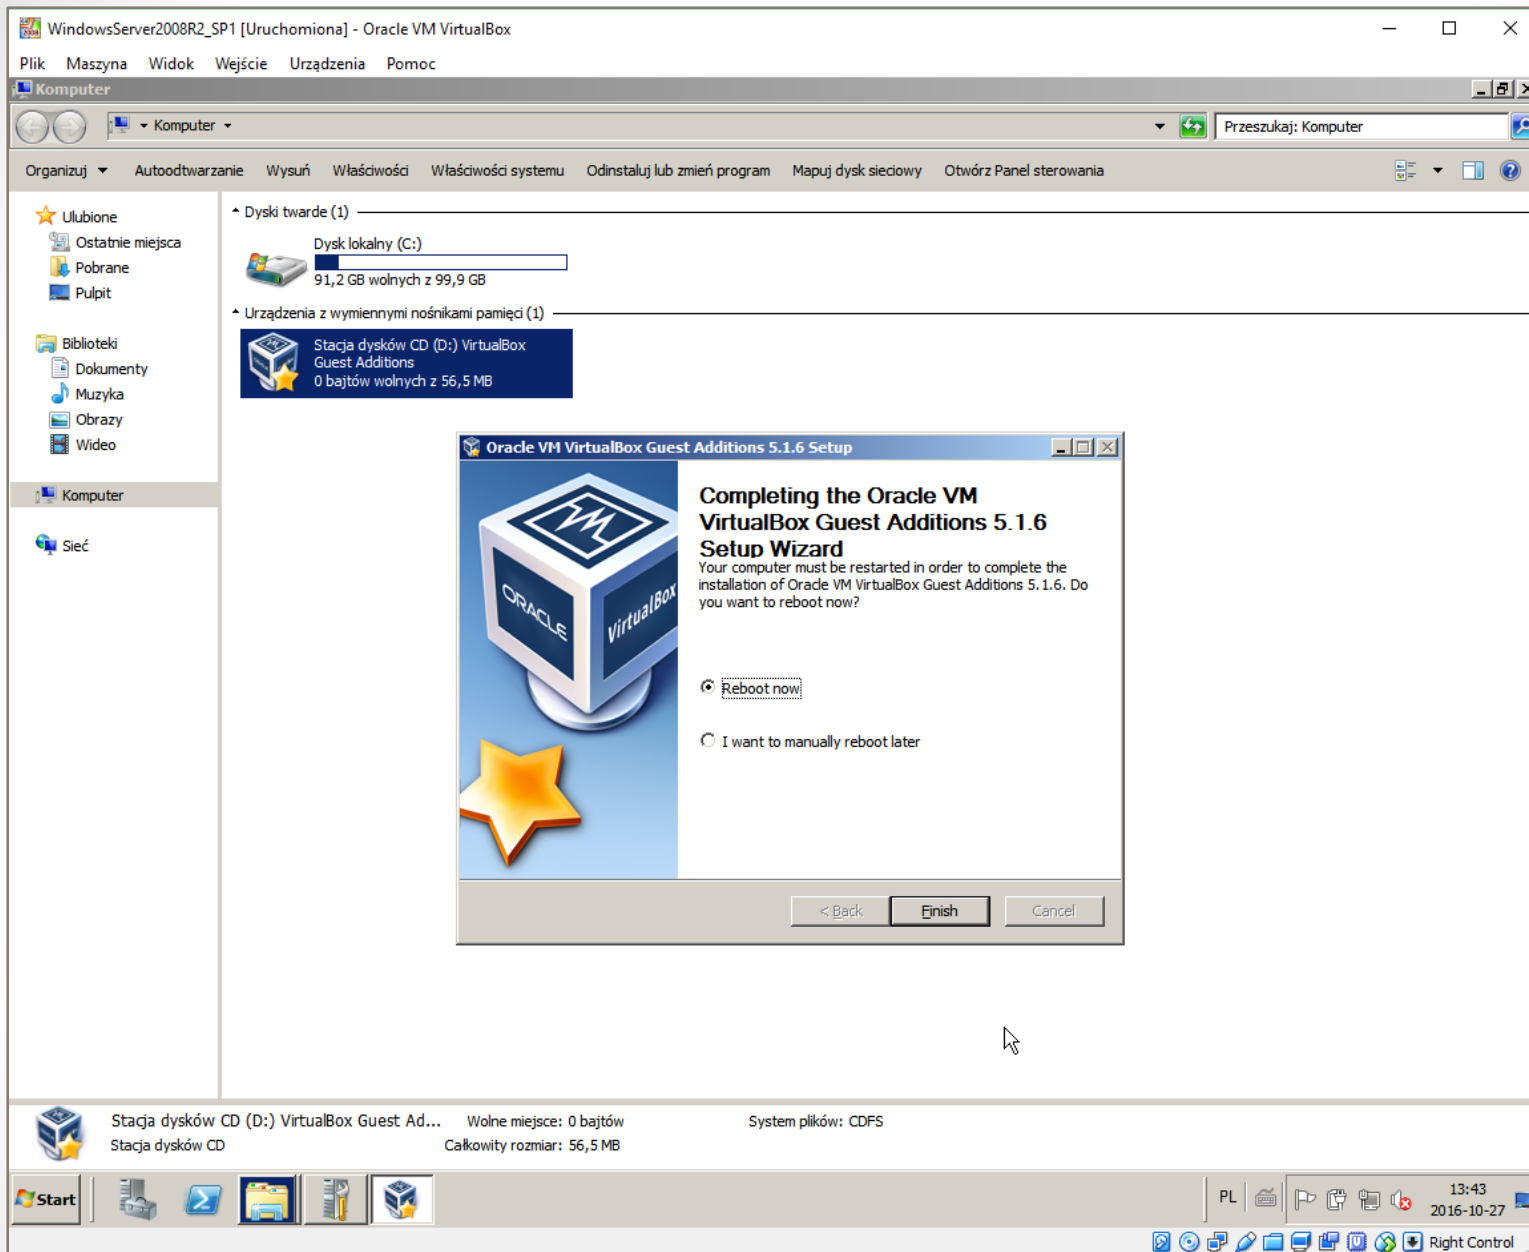 WindowsServer2008R2_SP1 [Uruchomiona] - Oracle VM VirtualBox
Plik Maszyna Widok Wejście Urządzenia Pomoc
Komputer
Komputer
Przeszukaj: Komputer
Organizuj Autoodtwarzanie Wysuń Właściwości Właściwości systemu Odinstaluj lub zmień program Mapuj dysk sieciowy Otwórz Panel sterowania
Ulubione
Ostatnie miejsca
Pobrane
Pulpit
Biblioteki
Dokumenty
Muzyka
Obrazy
Wideo
Komputer
Sieć
Dyski twarde (1)
Dysk lokalny (C:)
91,2 GB wolnych z 99,9 GB
Urządzenia z wymiennymi nośnikami pamięci (1)
Stacja dysków CD (D:) VirtualBox
Guest Additions
0 bajtów wolnych z 56,5 MB
Oracle VM VirtualBox Guest Additions 5.1.6 Setup
ORACLE
VirtualBox
Completing the Oracle VM
VirtualBox Guest Additions 5.1.6
Setup Wizard
Your computer must be restarted in order to complete the
installation of Oracle VM VirtualBox Guest Additions 5.1.6. Do
you want to reboot now?
Reboot now
I want to manually reboot later
< Back Finish Cancel
Stacja dysków CD (D:) VirtualBox Guest Ad... Wolne miejsce: 0 bajtów System plików: CDFS
Stacja dysków CD Całkowity rozmiar: 56,5 MB
Start
PL
13:43
2016-10-27
Right Control